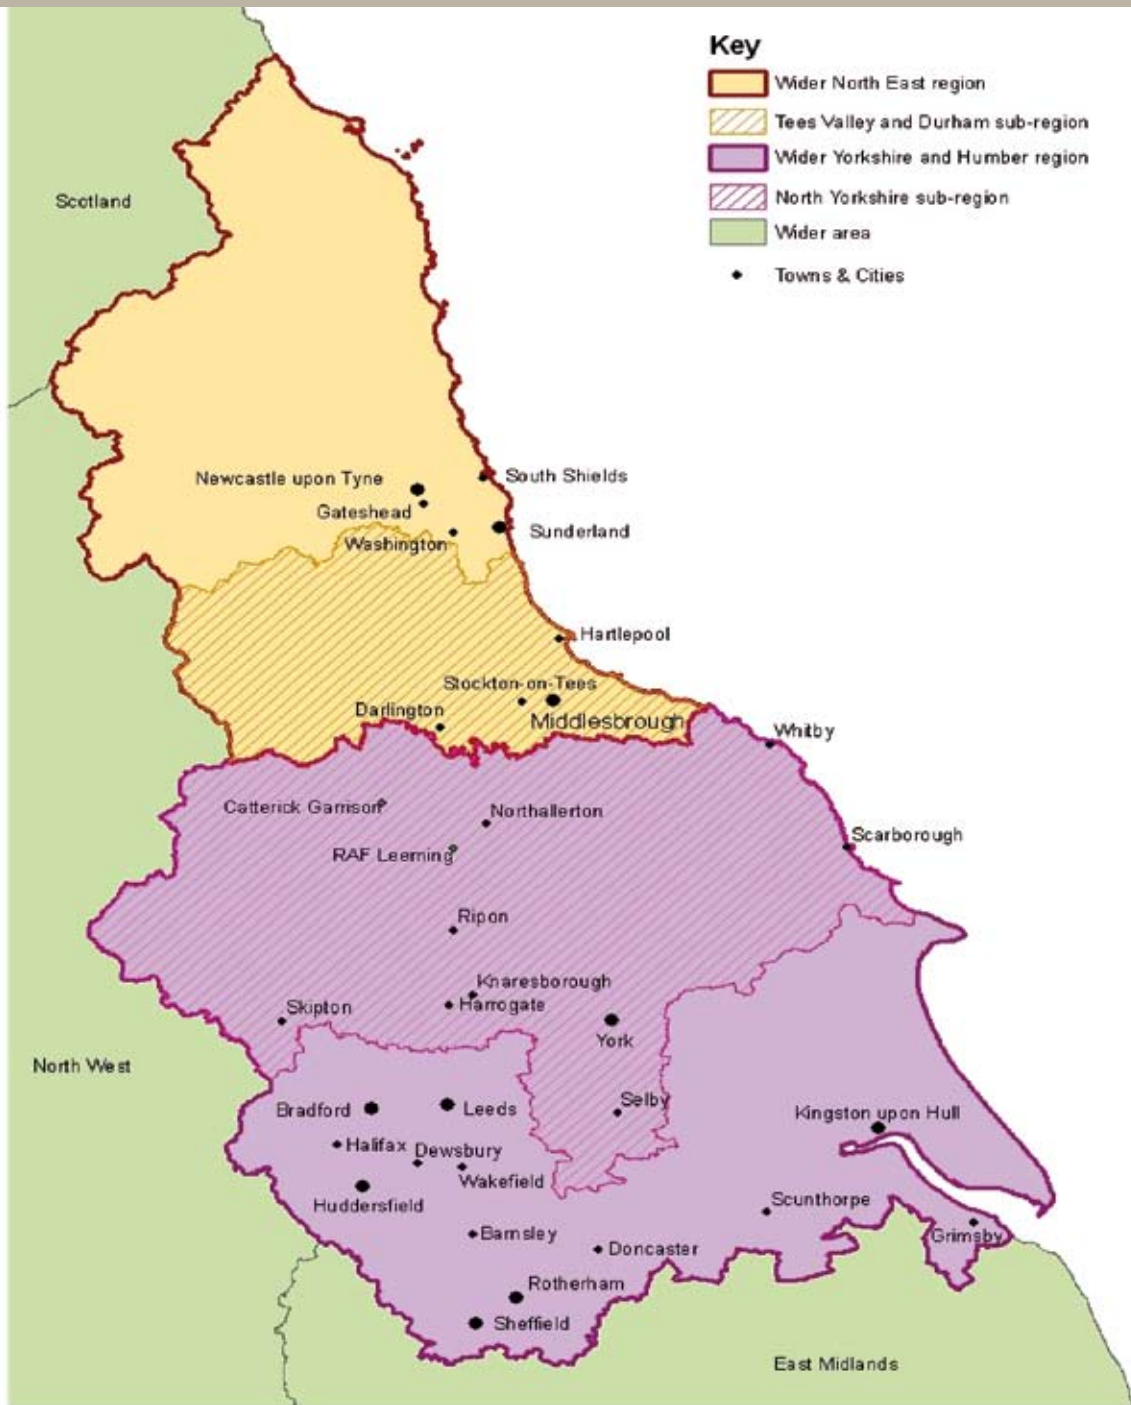 Key
Wider North East region
Tees Valley and Durham sub-region
Wider Yorkshire and Humber region
North Yorkshire sub-region
Wider area
Towns & Cities
Scotland
Newcastle upon Tyne
South Shields
Gateshead
Sunderland
Washington
Hartlepool
Stockton-on-Tees
Darlington
Middlesbrough
Whitby
Catterick Garrison
Northallerton
Scarborough
RAF Leeming
Ripon
Knaresborough
Harrogate
Skipton
York
North West
Selby
Bradford
Leeds
Kingston upon Hull
Halifax
Dewsbury
Wakefield
Huddersfield
Scunthorpe
Barnsley
Grimsby
Doncaster
Rotherham
Sheffield
East Midlands